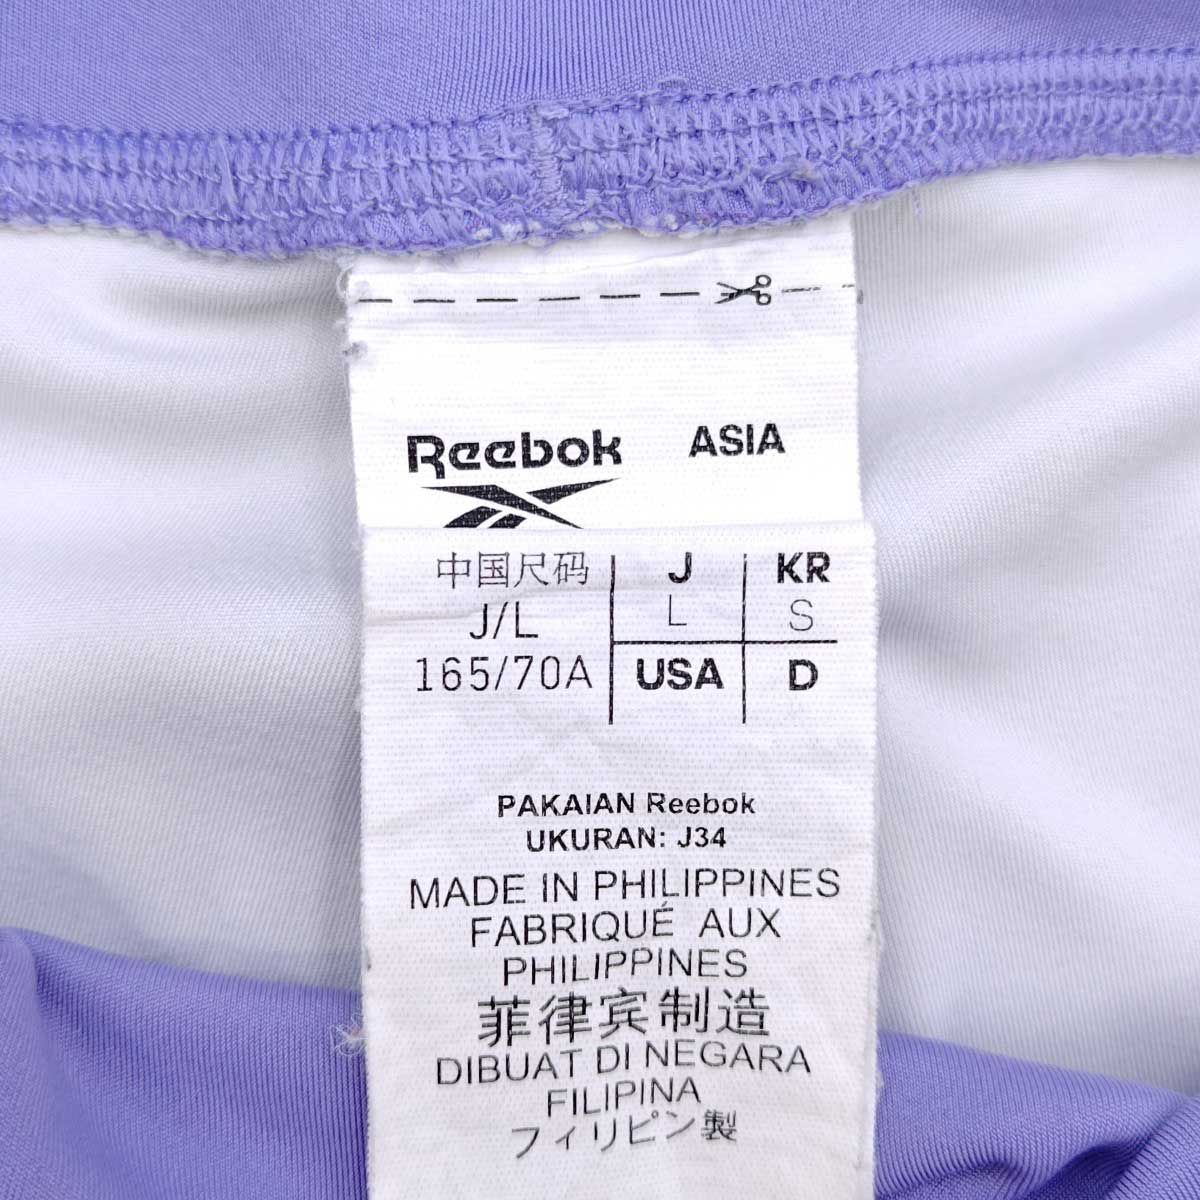 Reebok ASIA
中国尺码 J KR
J/L L S
165/70A USA D
PAKAIAN Reebok
UKURAN: J34
MADE IN PHILIPPINES
FABRIQUÉ AUX
PHILIPPINES
菲律宾制造
DIBUAT DI NEGARA
FILIPINA
フィリピン製